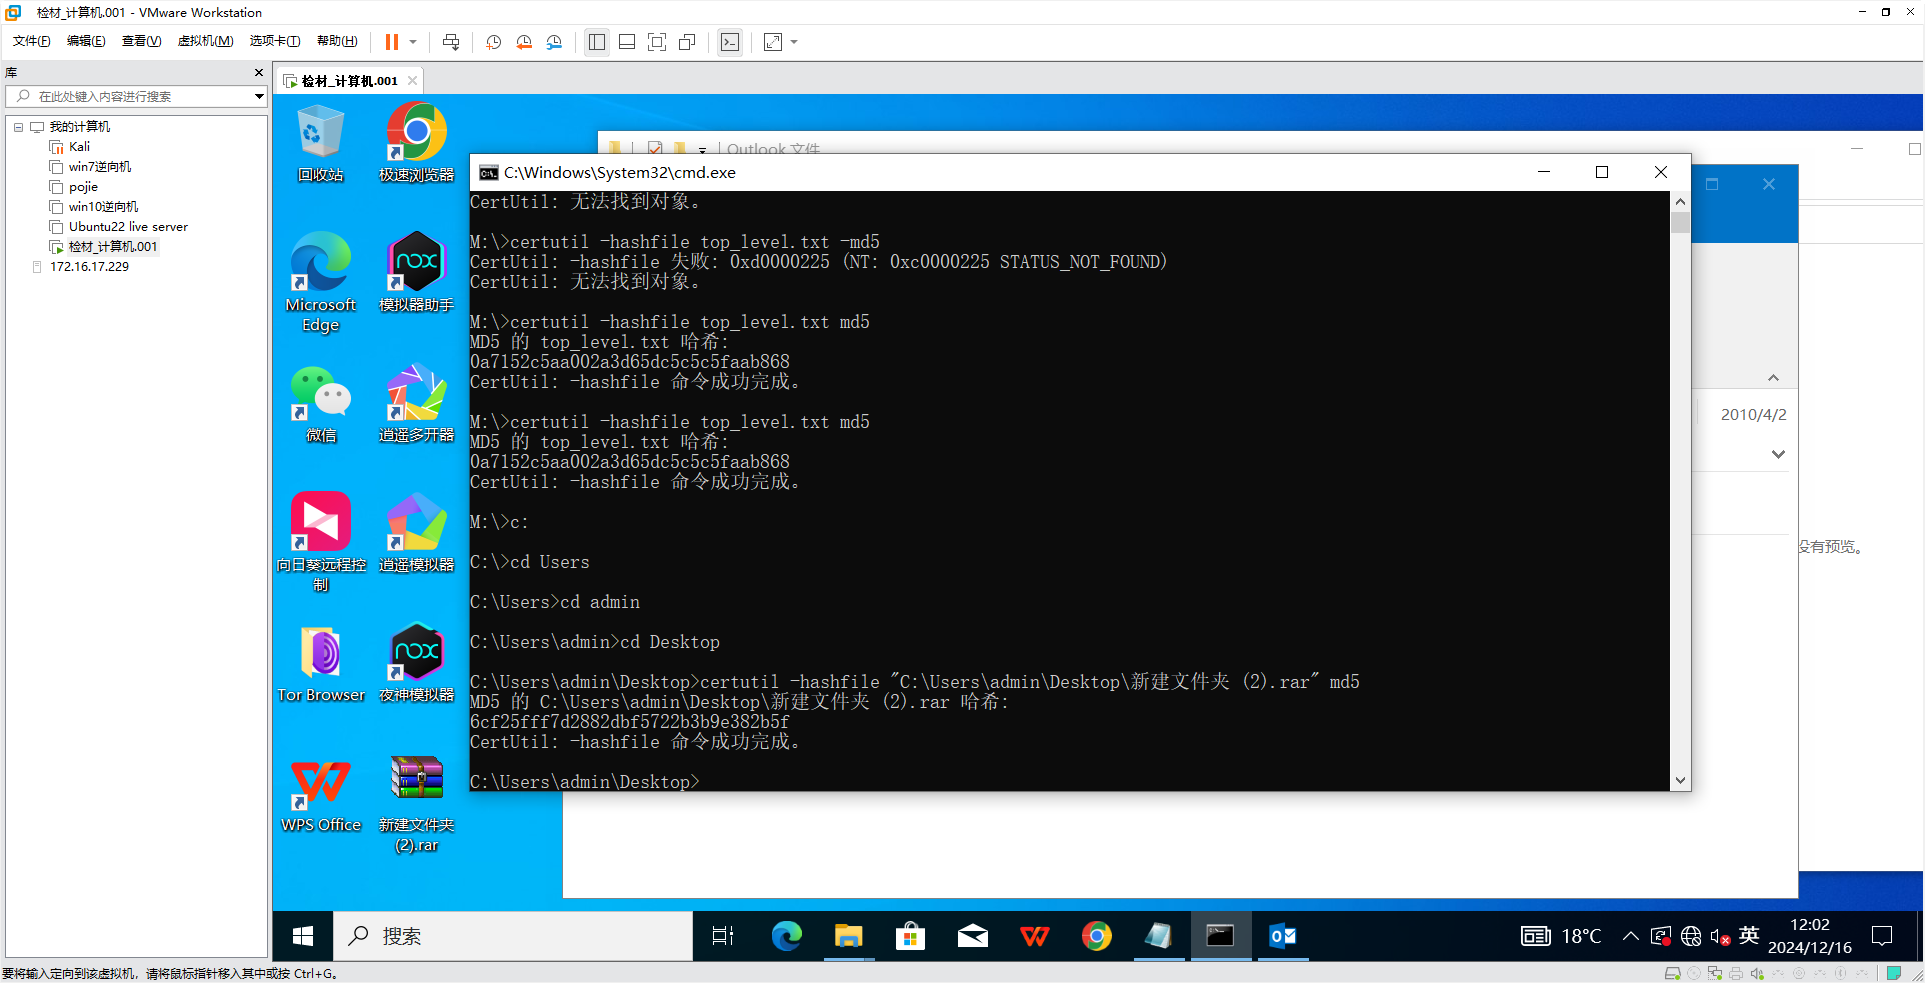 检材_计算机.001 - VMware Workstation
文件(F) 编辑(E) 查看(V) 虚拟机(M) 选项卡(T) 帮助(H)
库
在此处键入内容进行搜索
我的计算机
Kali
win7逆向机
pojie
win10逆向机
Ubuntu22 live server
检材_计算机.001
172.16.17.229
检材_计算机.001
回收站
极速浏览器
Microsoft Edge
模拟器助手
微信
逍遥多开器
向日葵远程控制
逍遥模拟器
Tor Browser
夜神模拟器
WPS Office
新建文件夹 (2).rar
Outlook 文件
C:\Windows\System32\cmd.exe
CertUtil: 无法找到对象。
M:\>certutil -hashfile top_level.txt -md5
CertUtil: -hashfile 失败: 0xd0000225 (NT: 0xc0000225 STATUS_NOT_FOUND)
CertUtil: 无法找到对象。
M:\>certutil -hashfile top_level.txt md5
MD5 的 top_level.txt 哈希:
0a7152c5aa002a3d65dc5c5c5faab868
CertUtil: -hashfile 命令成功完成。
M:\>certutil -hashfile top_level.txt md5
MD5 的 top_level.txt 哈希:
0a7152c5aa002a3d65dc5c5c5faab868
CertUtil: -hashfile 命令成功完成。
M:\>c:
C:\>cd Users
C:\Users>cd admin
C:\Users\admin>cd Desktop
C:\Users\admin\Desktop>certutil -hashfile "C:\Users\admin\Desktop\新建文件夹 (2).rar" md5
MD5 的 C:\Users\admin\Desktop\新建文件夹 (2).rar 哈希:
6cf25fff7d2882dbf5722b3b9e382b5f
CertUtil: -hashfile 命令成功完成。
C:\Users\admin\Desktop>
2010/4/2
没有预览。
搜索
18°C
英
12:02
2024/12/16
要将输入定向到该虚拟机，请将鼠标指针移入其中或按 Ctrl+G。